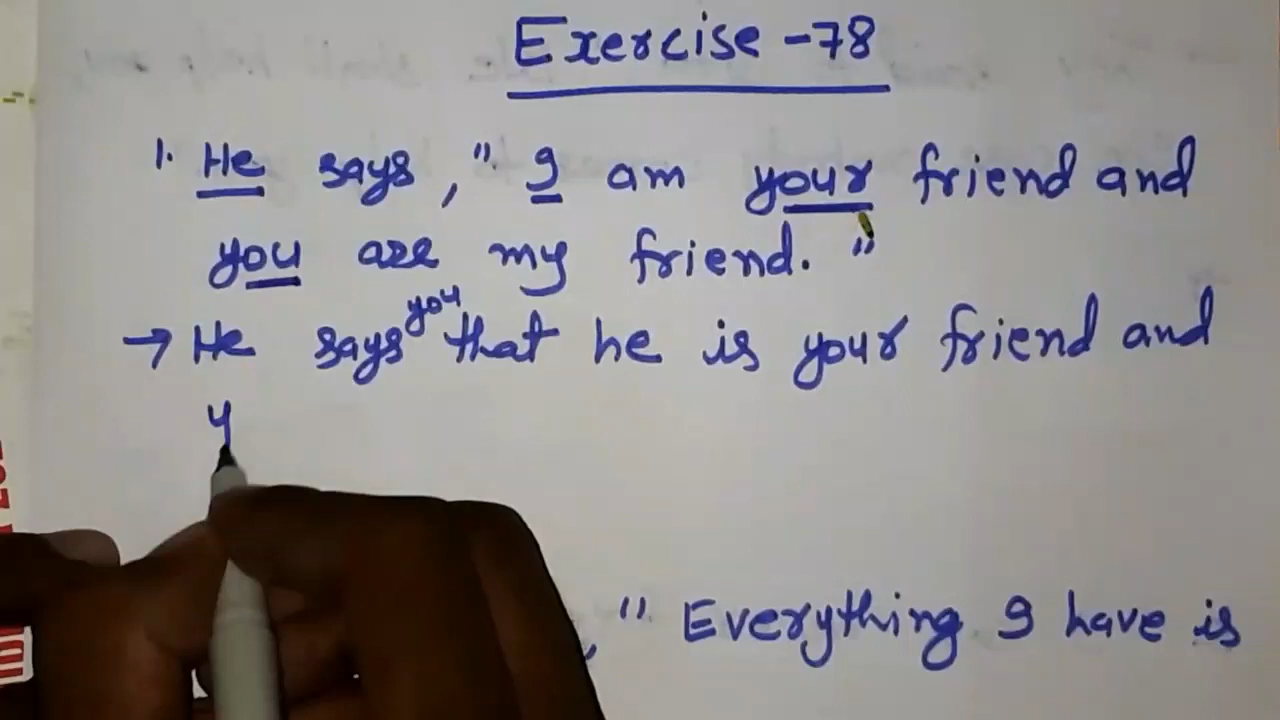 Exercise -78
1. He says, " I am your friend and
you are my friend. "
→ He says you that he is your friend and
y
, " Everything I have is